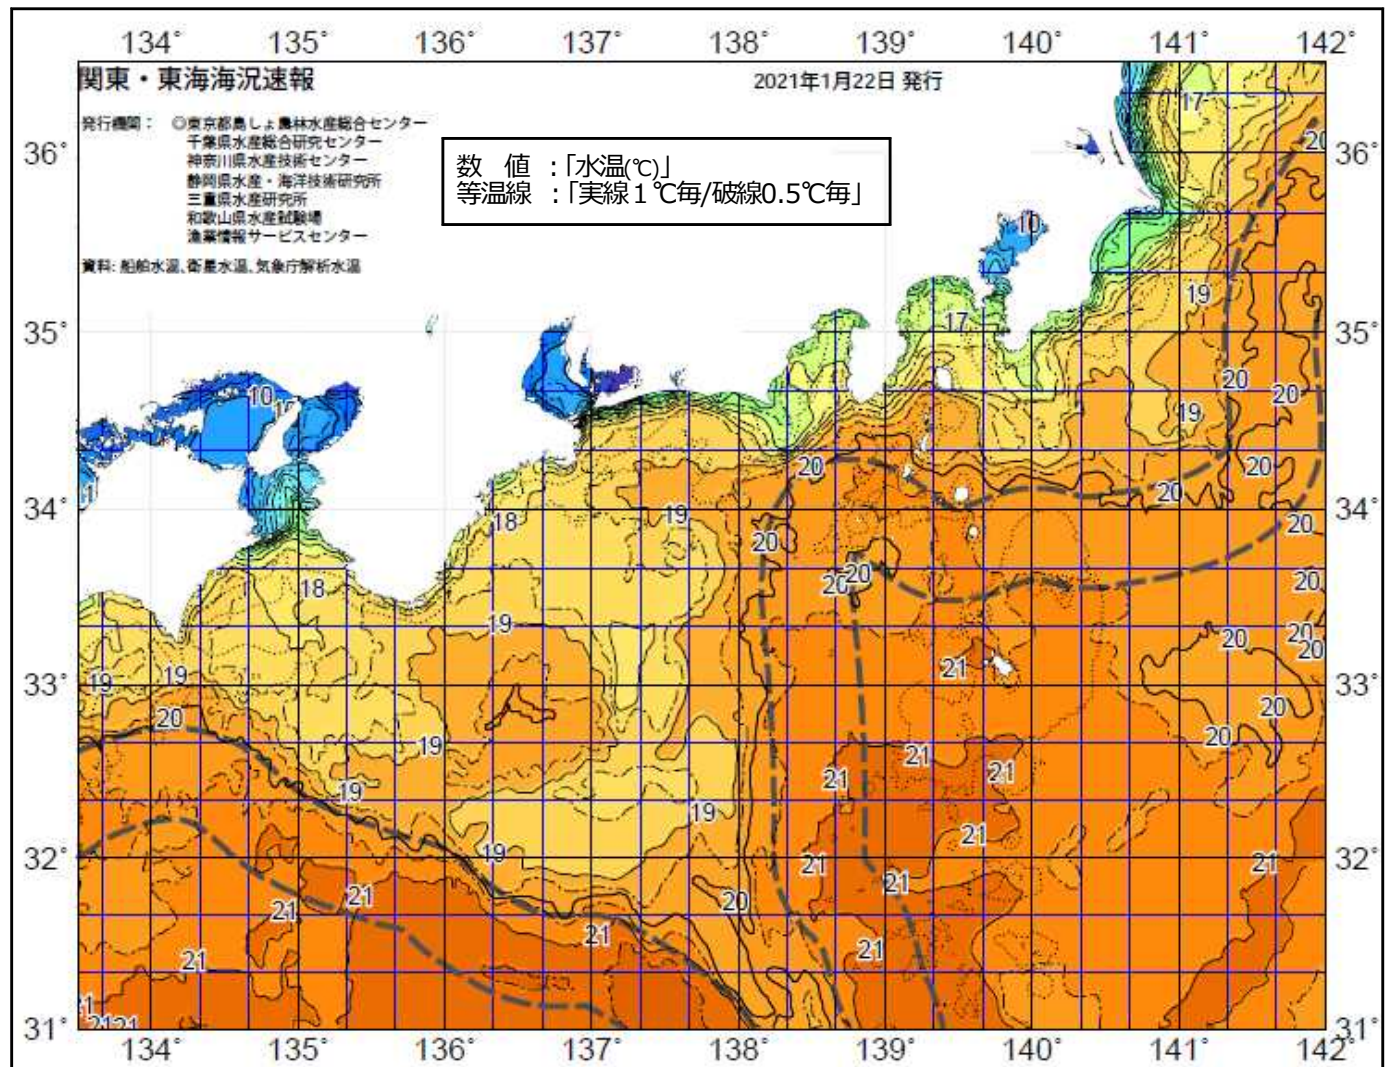 134° 135° 136° 137° 138° 139° 140° 141° 142°
関東・東海海況速報
2021年1月22日 発行
発行機関： ◎東京都島しょ農林水産総合センター
千葉県水産総合研究センター
神奈川県水産技術センター
静岡県水産・海洋技術研究所
三重県水産研究所
和歌山県水産試験場
漁業情報サービスセンター
資料: 船舶水温、衛星水温、気象庁解析水温
数 値 ：「水温(℃)」
等温線 ：「実線１℃毎/破線0.5℃毎」
17
20
36° 36°
10
19
35° 17 35°
20 20
10 19
20 20
20
34° 18 19 34°
20 20
18 20 20 20
19 20 20
19 19 21 20
33° 33°
20 20
19 20
21 21
19 19
21
32° 19 21 21 32°
21 21 20
21 21
21 21
31° 31°
134° 135° 136° 137° 138° 139° 140° 141° 142°